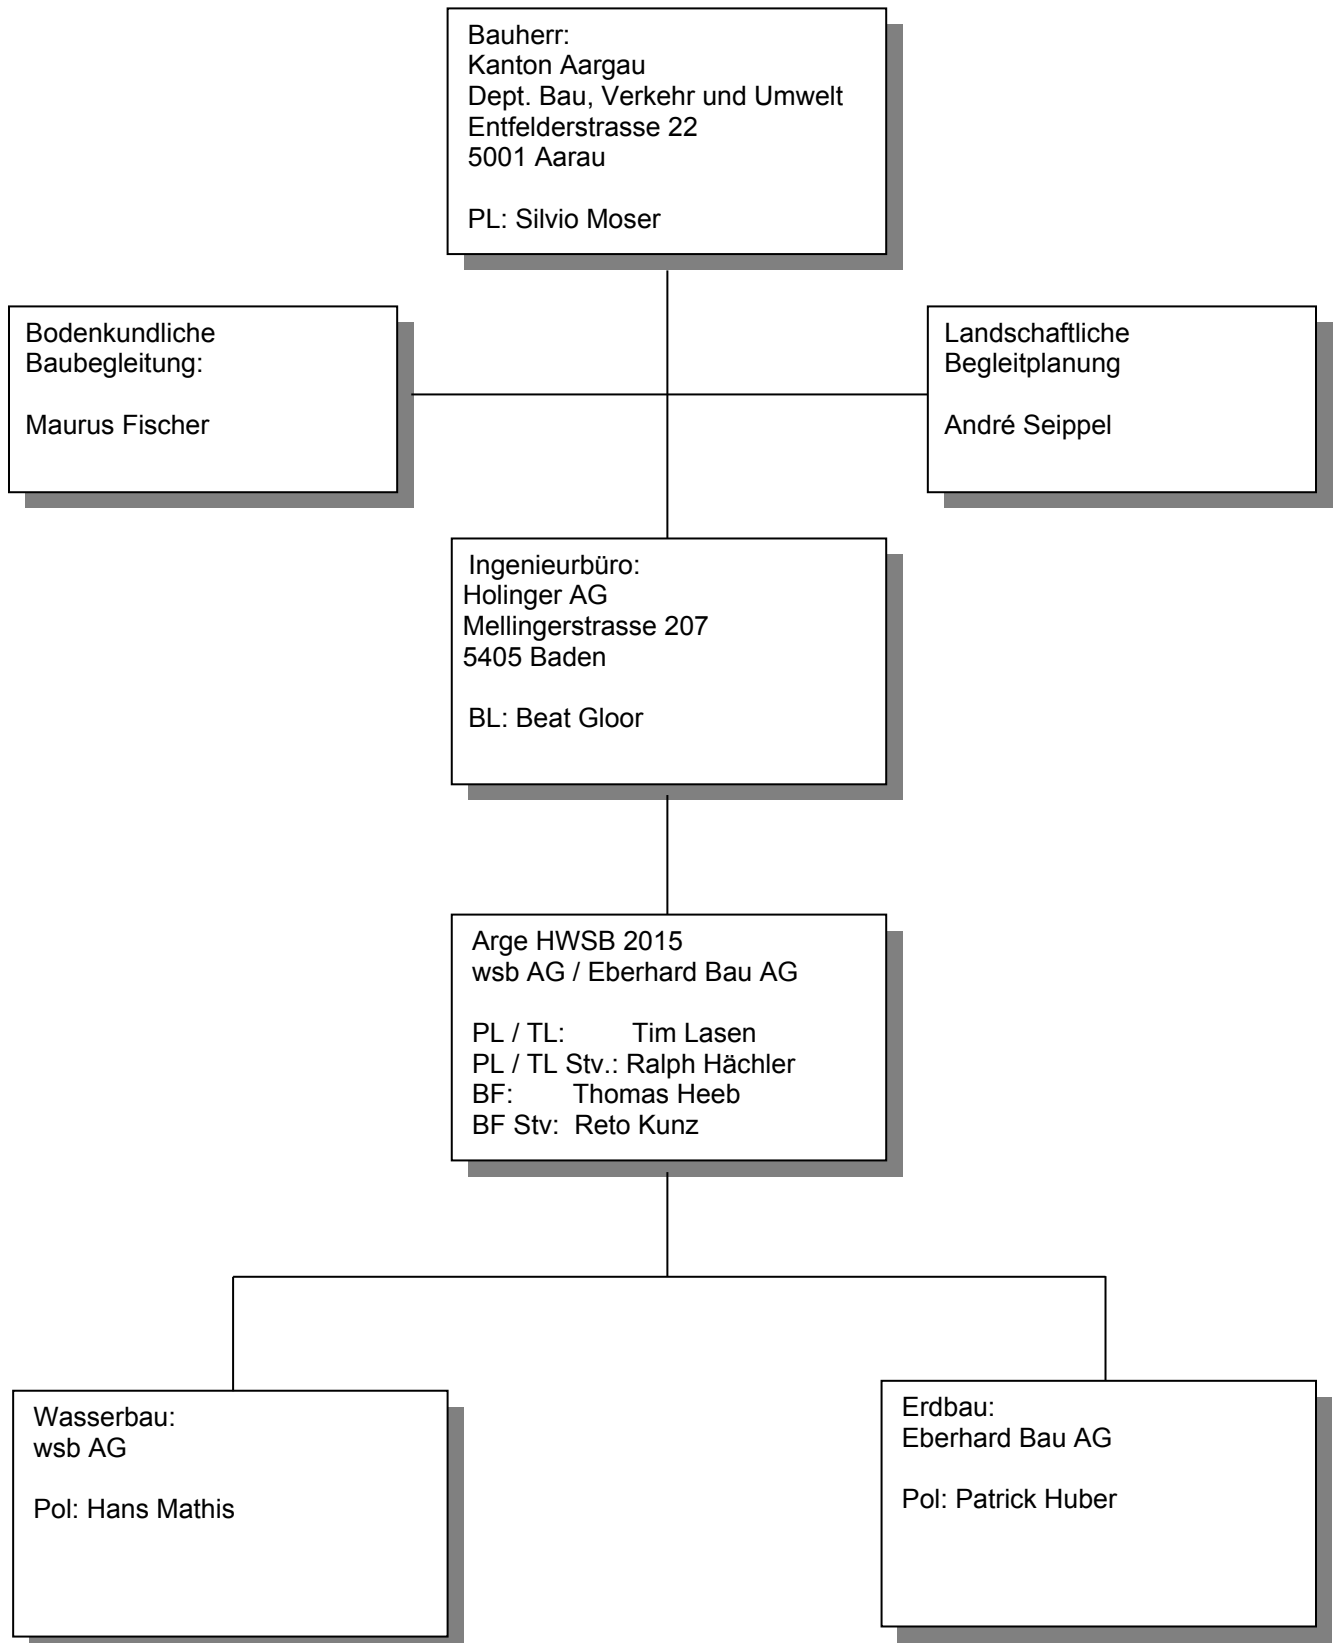 Bauherr:
Kanton Aargau
Dept. Bau, Verkehr und Umwelt
Entfelderstrasse 22
5001 Aarau
PL: Silvio Moser
Bodenkundliche
Baubegleitung:
Maurus Fischer
Landschaftliche
Begleitplanung
André Seippel
Ingenieurbüro:
Holinger AG
Mellingerstrasse 207
5405 Baden
BL: Beat Gloor
Arge HWSB 2015
wsb AG / Eberhard Bau AG
PL / TL: Tim Lasen
PL / TL Stv.: Ralph Hächler
BF: Thomas Heeb
BF Stv: Reto Kunz
Wasserbau:
wsb AG
Pol: Hans Mathis
Erdbau:
Eberhard Bau AG
Pol: Patrick Huber